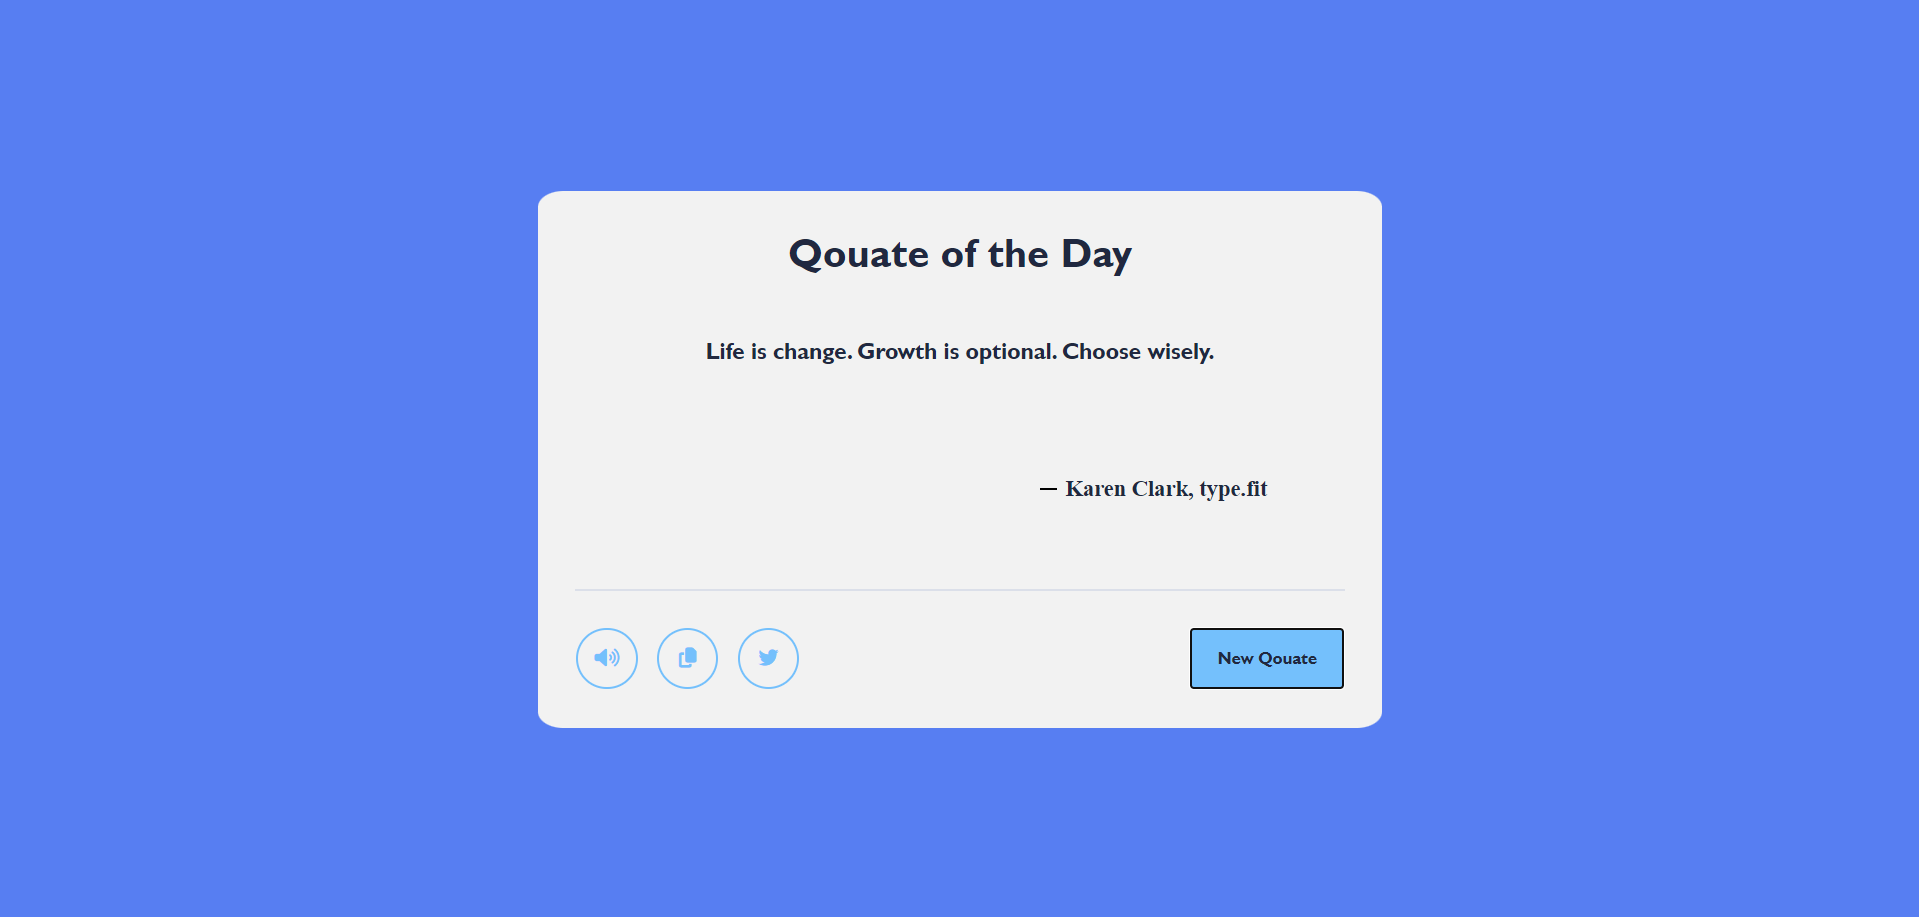 Qouate of the Day
Life is change. Growth is optional. Choose wisely.
— Karen Clark, type.fit
New Qouate